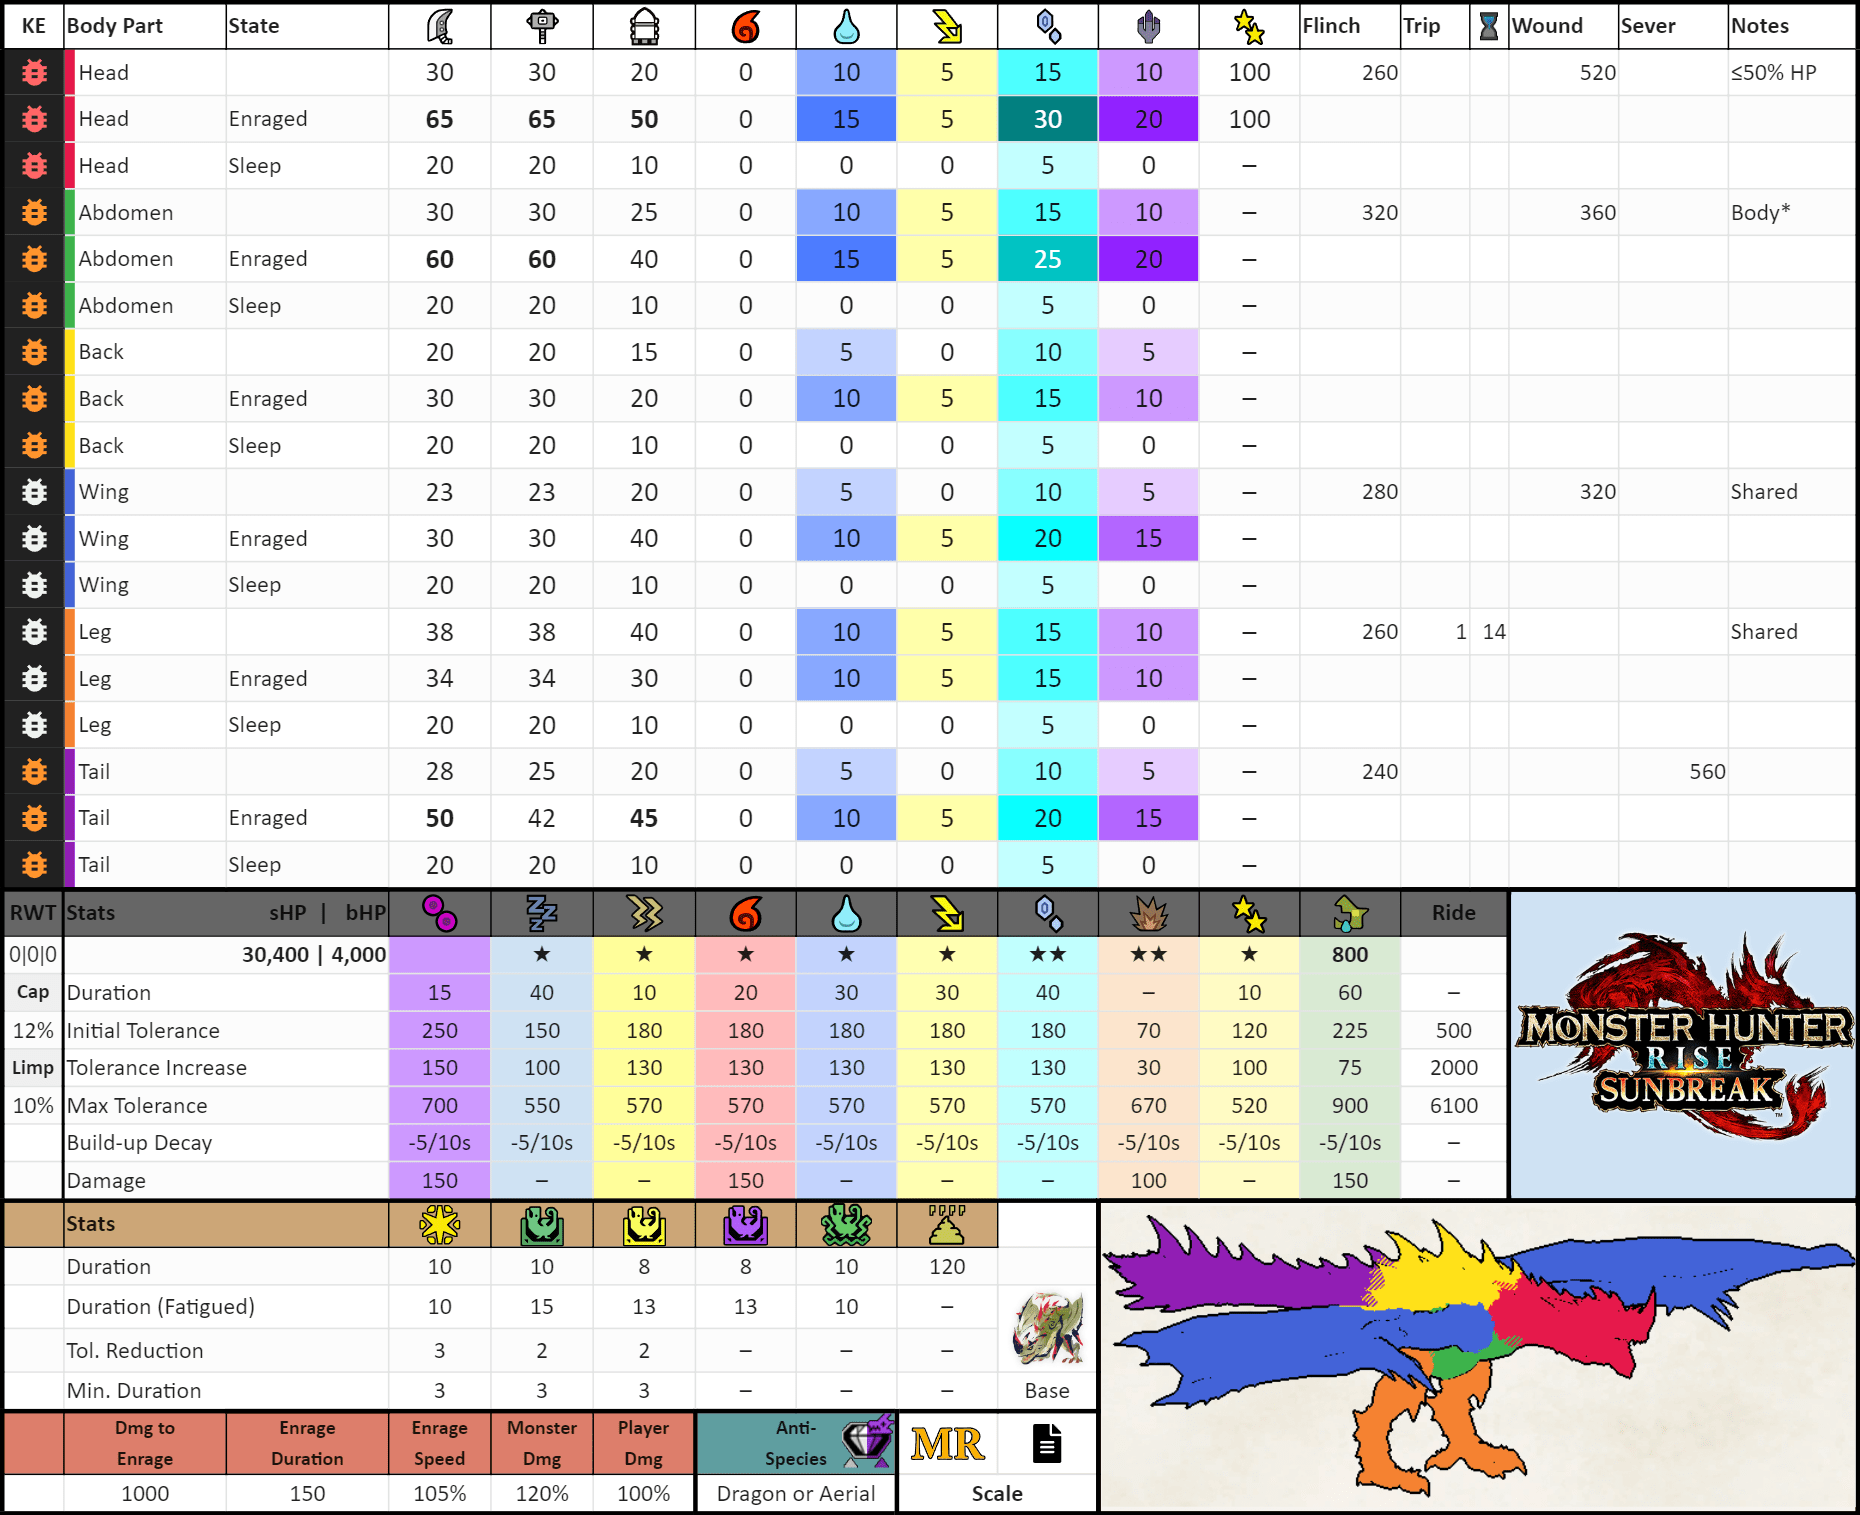 KE Body Part State Flinch Trip Wound Sever Notes
Head 30 30 20 0 10 5 15 10 100 260 520 ≤50% HP
Head Enraged 65 65 50 0 15 5 30 20 100
Head Sleep 20 20 10 0 0 0 5 0 –
Abdomen 30 30 25 0 10 5 15 10 – 320 360 Body*
Abdomen Enraged 60 60 40 0 15 5 25 20 –
Abdomen Sleep 20 20 10 0 0 0 5 0 –
Back 20 20 15 0 5 0 10 5 –
Back Enraged 30 30 20 0 10 5 15 10 –
Back Sleep 20 20 10 0 0 0 5 0 –
Wing 23 23 20 0 5 0 10 5 – 280 320 Shared
Wing Enraged 30 30 40 0 10 5 20 15 –
Wing Sleep 20 20 10 0 0 0 5 0 –
Leg 38 38 40 0 10 5 15 10 – 260 1 14 Shared
Leg Enraged 34 34 30 0 10 5 15 10 –
Leg Sleep 20 20 10 0 0 0 5 0 –
Tail 28 25 20 0 5 0 10 5 – 240 560
Tail Enraged 50 42 45 0 10 5 20 15 –
Tail Sleep 20 20 10 0 0 0 5 0 –
RWT Stats sHP | bHP Ride
0|0|0 30,400 | 4,000 ★ ★ ★ ★ ★ ★★ ★★ ★ 800
Cap Duration 15 40 10 20 30 30 40 – 10 60 –
12% Initial Tolerance 250 150 180 180 180 180 180 70 120 225 500
Limp Tolerance Increase 150 100 130 130 130 130 130 30 100 75 2000
10% Max Tolerance 700 550 570 570 570 570 570 670 520 900 6100
Build-up Decay -5/10s -5/10s -5/10s -5/10s -5/10s -5/10s -5/10s -5/10s -5/10s -5/10s –
Damage 150 – – 150 – – – 100 – 150 –
MONSTER HUNTER
RISE
SUNBREAK
™
Stats
Duration 10 10 8 8 10 120
Duration (Fatigued) 10 15 13 13 10 –
Tol. Reduction 3 2 2 – – –
Min. Duration 3 3 3 – – – Base
Dmg to Enrage Enrage Monster Player Anti-
Enrage Duration Speed Dmg Dmg Species MR
1000 150 105% 120% 100% Dragon or Aerial Scale